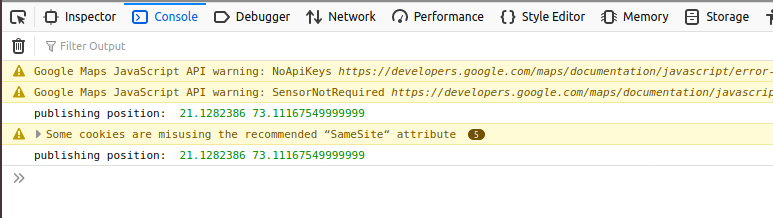 Inspector Console Debugger Network Performance Style Editor Memory Storage
Filter Output
Google Maps JavaScript API warning: NoApiKeys https://developers.google.com/maps/documentation/javascript/error-
Google Maps JavaScript API warning: SensorNotRequired https://developers.google.com/maps/documentation/javascrip
publishing position: 21.1282386 73.11167549999999
Some cookies are misusing the recommended “SameSite“ attribute 5
publishing position: 21.1282386 73.11167549999999